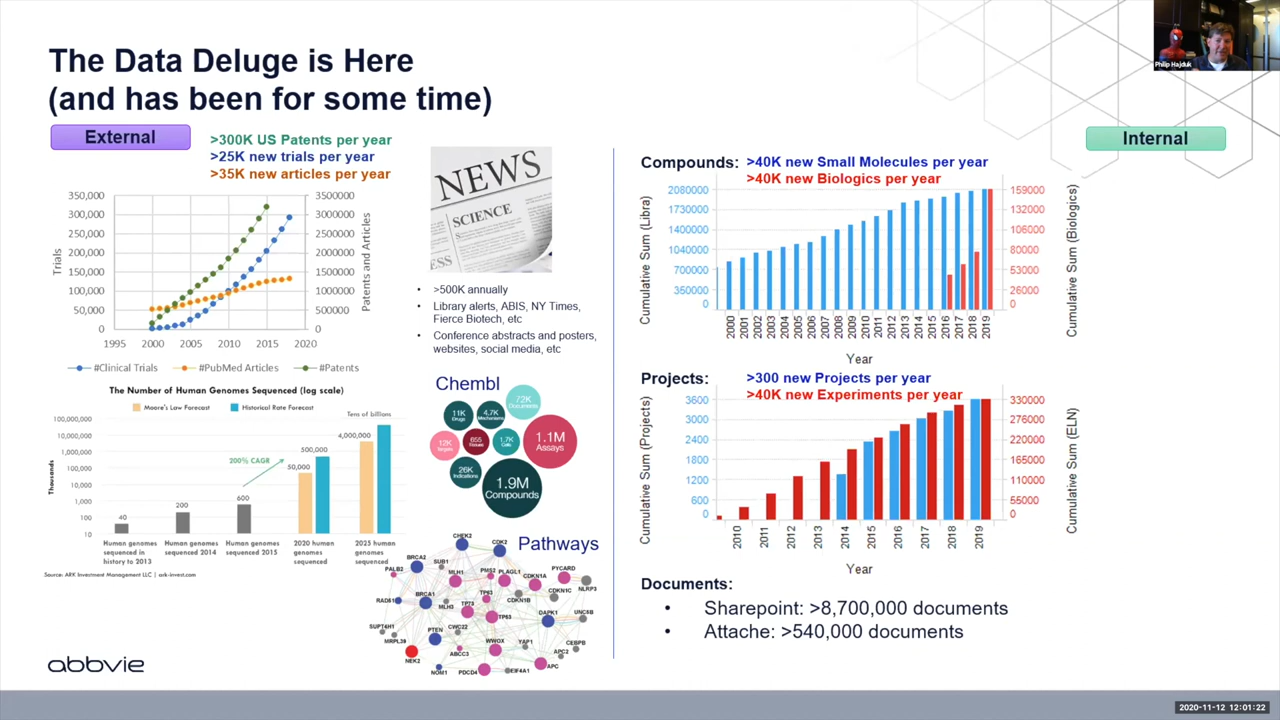 The Data Deluge is Here
(and has been for some time)
Philip Hajduk
External
>300K US Patents per year
>25K new trials per year
>35K new articles per year
350,000
300,000
250,000
200,000
150,000
100,000
50,000
0
Trials
3500000
3000000
2500000
2000000
1500000
1000000
500000
0
Patents and Articles
1995 2000 2005 2010 2015 2020
#Clinical Trials #PubMed Articles #Patents
NEWS
SCIENCE
ESS
• >500K annually
• Library alerts, ABIS, NY Times,
Fierce Biotech, etc
• Conference abstracts and posters,
websites, social media, etc
The Number of Human Genomes Sequenced (log scale)
Moore's Law Forecast Historical Rate Forecast
Tens of billions
Thousands
100,000,000
10,000,000
1,000,000
100,000
10,000
1,000
100
10
200% CAGR
40
200
600
50,000
500,000
4,000,000
Human genomes
sequenced in
history to 2013
Human genomes
sequenced 2014
Human genomes
sequenced 2015
2020 human
genomes
sequenced
2025 human
genomes
sequenced
Source: ARK Investment Management LLC | ark-invest.com
Chembl
72K
Documents
11K
Drugs
4.7K
Mechanisms
12K
Targets
655
Tissues
1.7K
Cells
1.1M
Assays
26K
Indications
1.9M
Compounds
Pathways
CHEK2
CDK2
BRCA2
SUB1
PALB2
MLH1
PMS2
PLAGL1
CDKN1A
PYCARD
NLRP3
CDKN1C
RAD51
BRCA1
MLH3
TP63
CDKN1B
TP73
TP53
DAPK1
UNC5B
SUPT4H1
MRPL38
PTEN
CWC22
WWOX
YAP1
CEBPB
APC2
ABCC3
NEK2
NOM1
PDCD4
EIF4A1
APC
abbvie
Internal
Compounds: >40K new Small Molecules per year
>40K new Biologics per year
Cumulative Sum (Libra)
2080000
1730000
1400000
1040000
700000
350000
0
159000
132000
106000
80000
53000
26000
0
Cumulative Sum (Biologics)
2000 2001 2002 2003 2004 2005 2006 2007 2008 2009 2010 2011 2012 2013 2014 2015 2016 2017 2018 2019
Year
Projects: >300 new Projects per year
>40K new Experiments per year
Cumulative Sum (Projects)
3600
3000
2400
1800
1200
600
0
330000
276000
220000
165000
110000
55000
0
Cumulative Sum (ELN)
2010 2011 2012 2013 2014 2015 2016 2017 2018 2019
Year
Documents:
• Sharepoint: >8,700,000 documents
• Attache: >540,000 documents
2020-11-12 12:01:22